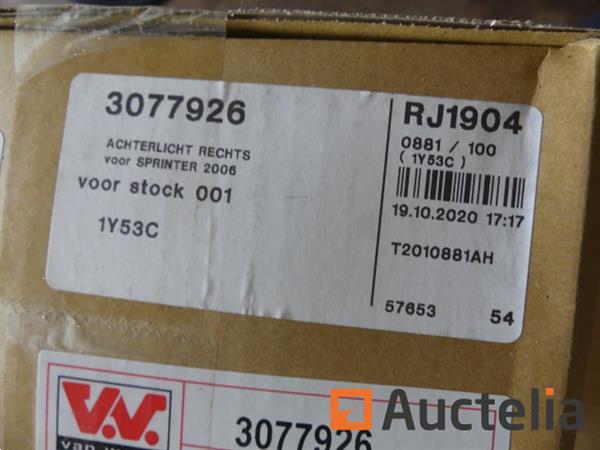 3077926
ACHTERLICHT RECHTS
voor SPRINTER 2006
voor stock 001
1Y53C
RJ1904
0881 / 100
( 1Y53C )
19.10.2020 17:17
T2010881AH
57653 54
3077926
Auctelia